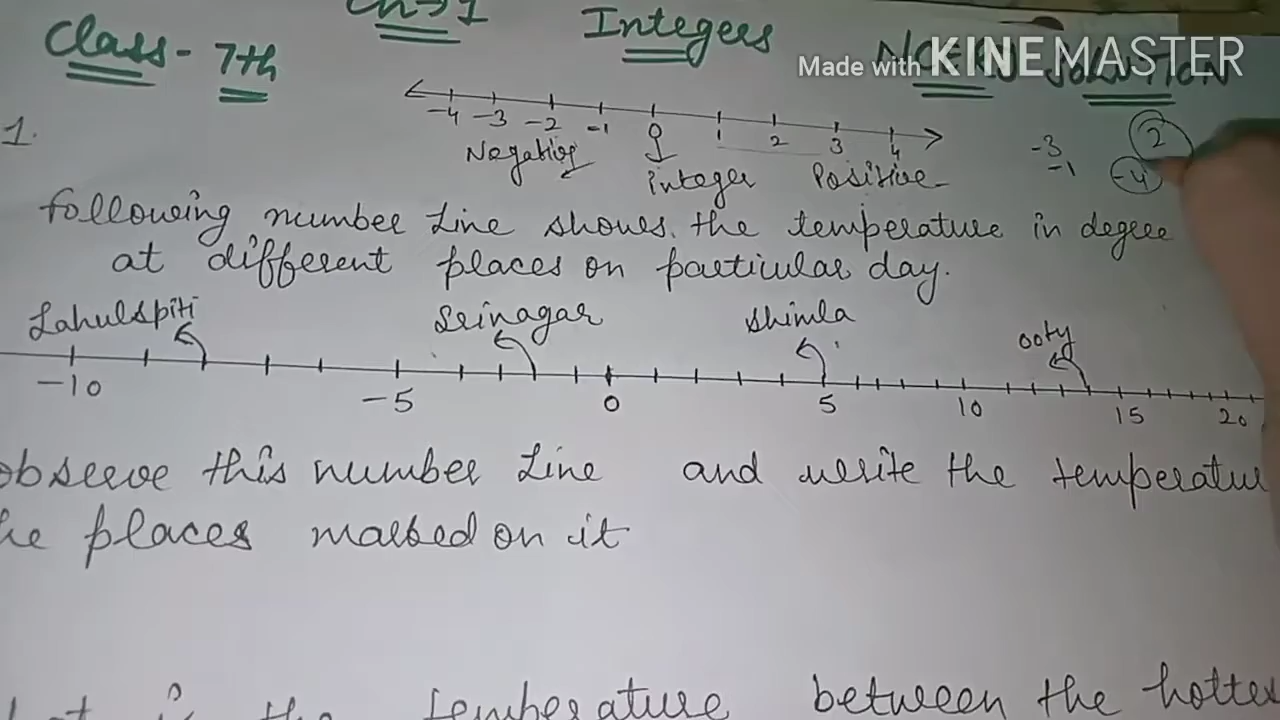 Ch → 1 Integers
Class - 7th
Made with KINEMASTER
SOLUTION
1.
-4 -3 -2 -1 0 1 2 3 4
Negative integer Positive
-3 -1 2 -4
following number Line shows the temperature in degree
at different places on particular day.
Lahulspiti Srinagar Shimla ooty
-10 -5 0 5 10 15 20
observe this number Line and write the
places marked on it
the temperature between the